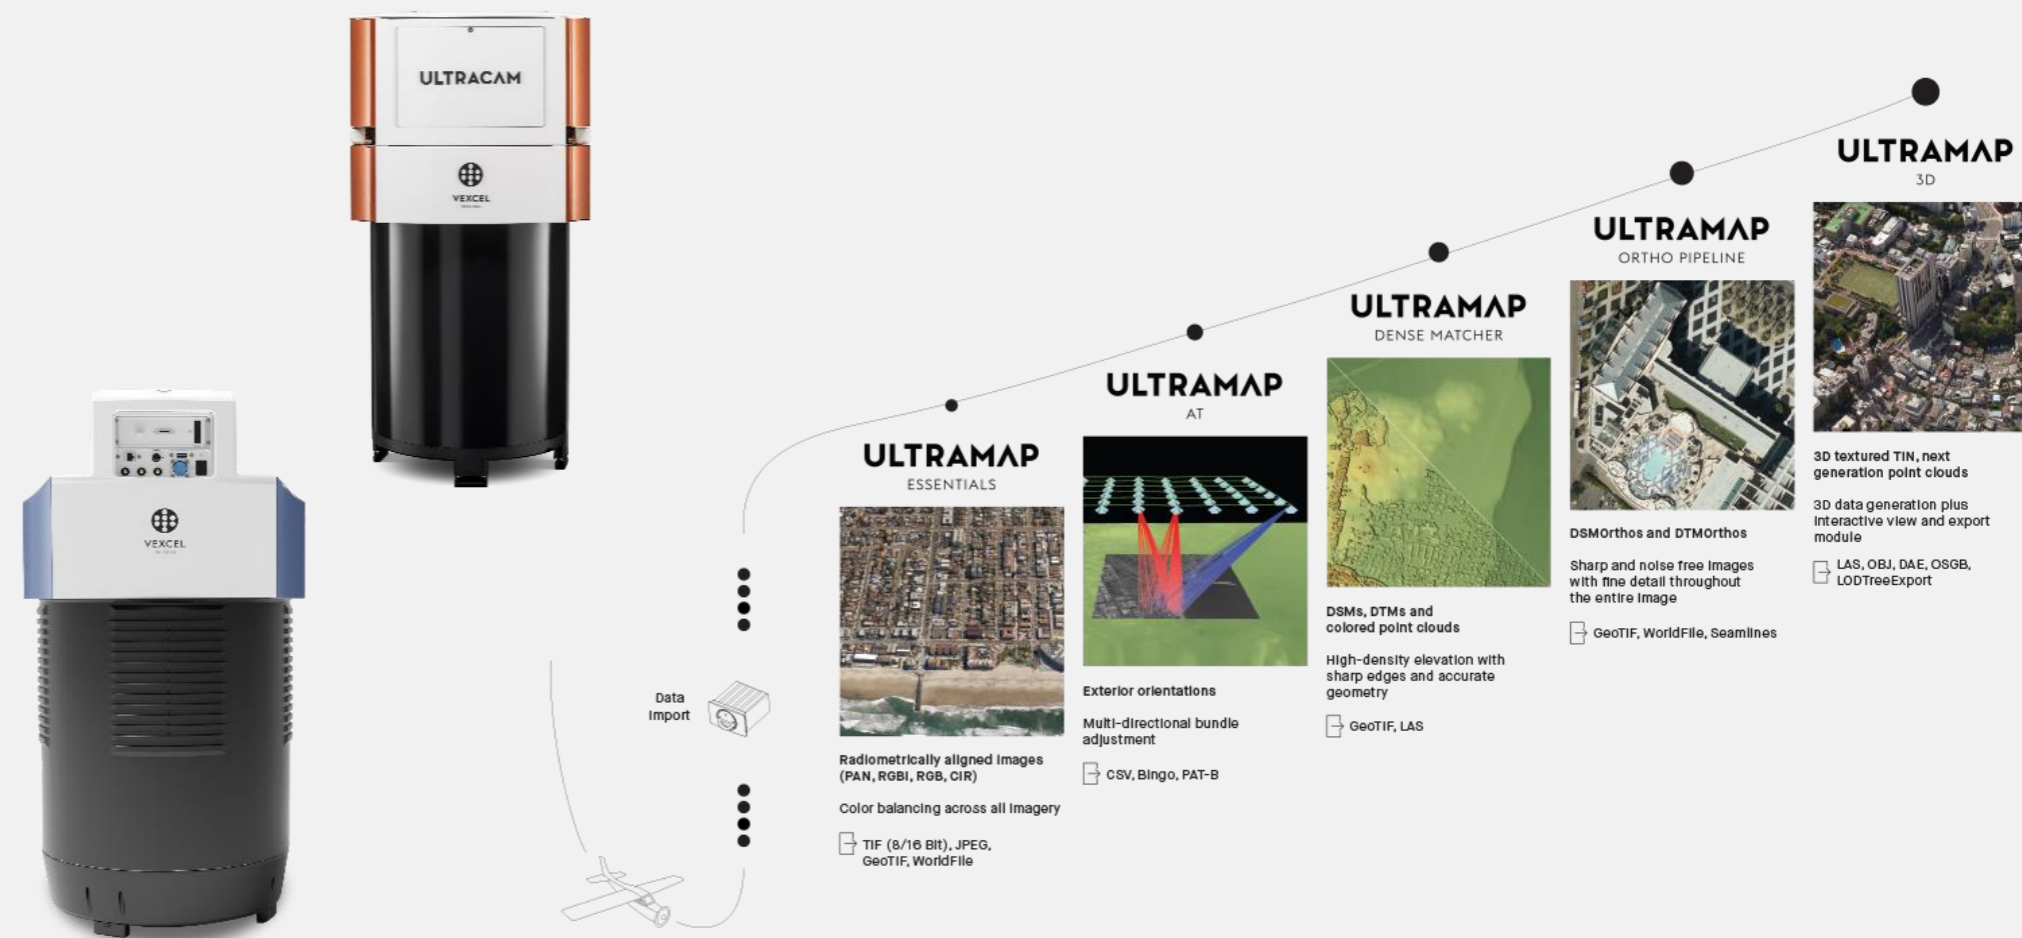 ULTRACAM
VEXCEL
VEXCEL
Data
Import
ULTRAMAP
ESSENTIALS
Radiometrically aligned images
(PAN, RGBI, RGB, CIR)
Color balancing across all imagery
TIF (8/16 Bit), JPEG,
GeoTIF, WorldFile
ULTRAMAP
AT
Exterior orientations
Multi-directional bundle
adjustment
CSV, Bingo, PAT-B
ULTRAMAP
DENSE MATCHER
DSMs, DTMs and
colored point clouds
High-density elevation with
sharp edges and accurate
geometry
GeoTIF, LAS
ULTRAMAP
ORTHO PIPELINE
DSMOrthos and DTMOrthos
Sharp and noise free images
with fine detail throughout
the entire image
GeoTIF, WorldFile, Seamlines
ULTRAMAP
3D
3D textured TIN, next
generation point clouds
3D data generation plus
interactive view and export
module
LAS, OBJ, DAE, OSGB,
LODTreeExport